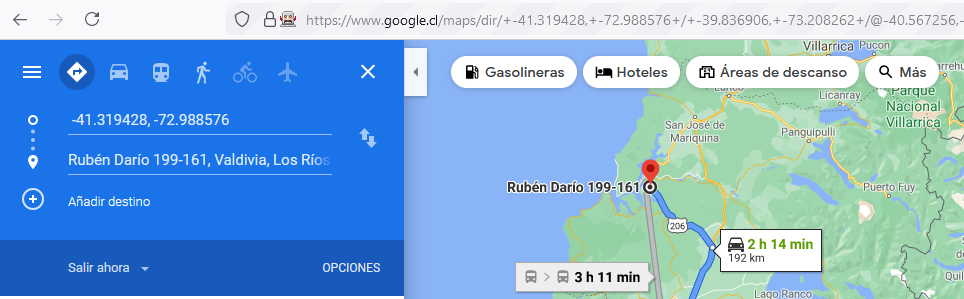 https://www.google.cl/maps/dir/+-41.319428,+-72.988576+/+-39.836906,+-73.208262+/@-40.567256,-
-41.319428, -72.988576
Rubén Darío 199-161, Valdivia, Los Ríos
Añadir destino
Salir ahora
OPCIONES
Gasolineras
Hoteles
Áreas de descanso
Más
Villarrica
Pucon
Lanco
Licanray
Parque
Nacional
Villarrica
San José de
Mariquina
Panguipulli
Puerto Fuy
Rubén Darío 199-161
206
2 h 14 min
192 km
3 h 11 min
Lago Ranco